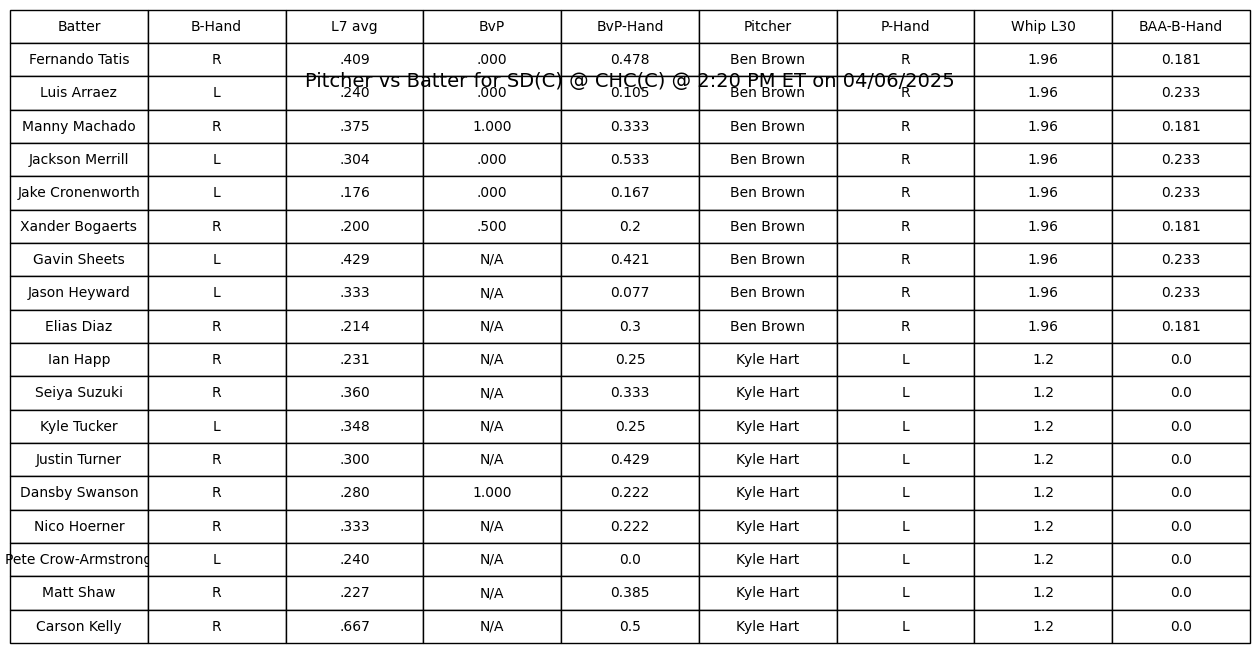 Batter B-Hand L7 avg BvP BvP-Hand Pitcher P-Hand Whip L30 BAA-B-Hand
Fernando Tatis R .409 .000 0.478 Ben Brown R 1.96 0.181
Pitcher vs Batter for SD(C) @ CHC(C) @ 2:20 PM ET on 04/06/2025
Luis Arraez L .240 .000 0.105 Ben Brown R 1.96 0.233
Manny Machado R .375 1.000 0.333 Ben Brown R 1.96 0.181
Jackson Merrill L .304 .000 0.533 Ben Brown R 1.96 0.233
Jake Cronenworth L .176 .000 0.167 Ben Brown R 1.96 0.233
Xander Bogaerts R .200 .500 0.2 Ben Brown R 1.96 0.181
Gavin Sheets L .429 N/A 0.421 Ben Brown R 1.96 0.233
Jason Heyward L .333 N/A 0.077 Ben Brown R 1.96 0.233
Elias Diaz R .214 N/A 0.3 Ben Brown R 1.96 0.181
Ian Happ R .231 N/A 0.25 Kyle Hart L 1.2 0.0
Seiya Suzuki R .360 N/A 0.333 Kyle Hart L 1.2 0.0
Kyle Tucker L .348 N/A 0.25 Kyle Hart L 1.2 0.0
Justin Turner R .300 N/A 0.429 Kyle Hart L 1.2 0.0
Dansby Swanson R .280 1.000 0.222 Kyle Hart L 1.2 0.0
Nico Hoerner R .333 N/A 0.222 Kyle Hart L 1.2 0.0
Pete Crow-Armstrong L .240 N/A 0.0 Kyle Hart L 1.2 0.0
Matt Shaw R .227 N/A 0.385 Kyle Hart L 1.2 0.0
Carson Kelly R .667 N/A 0.5 Kyle Hart L 1.2 0.0